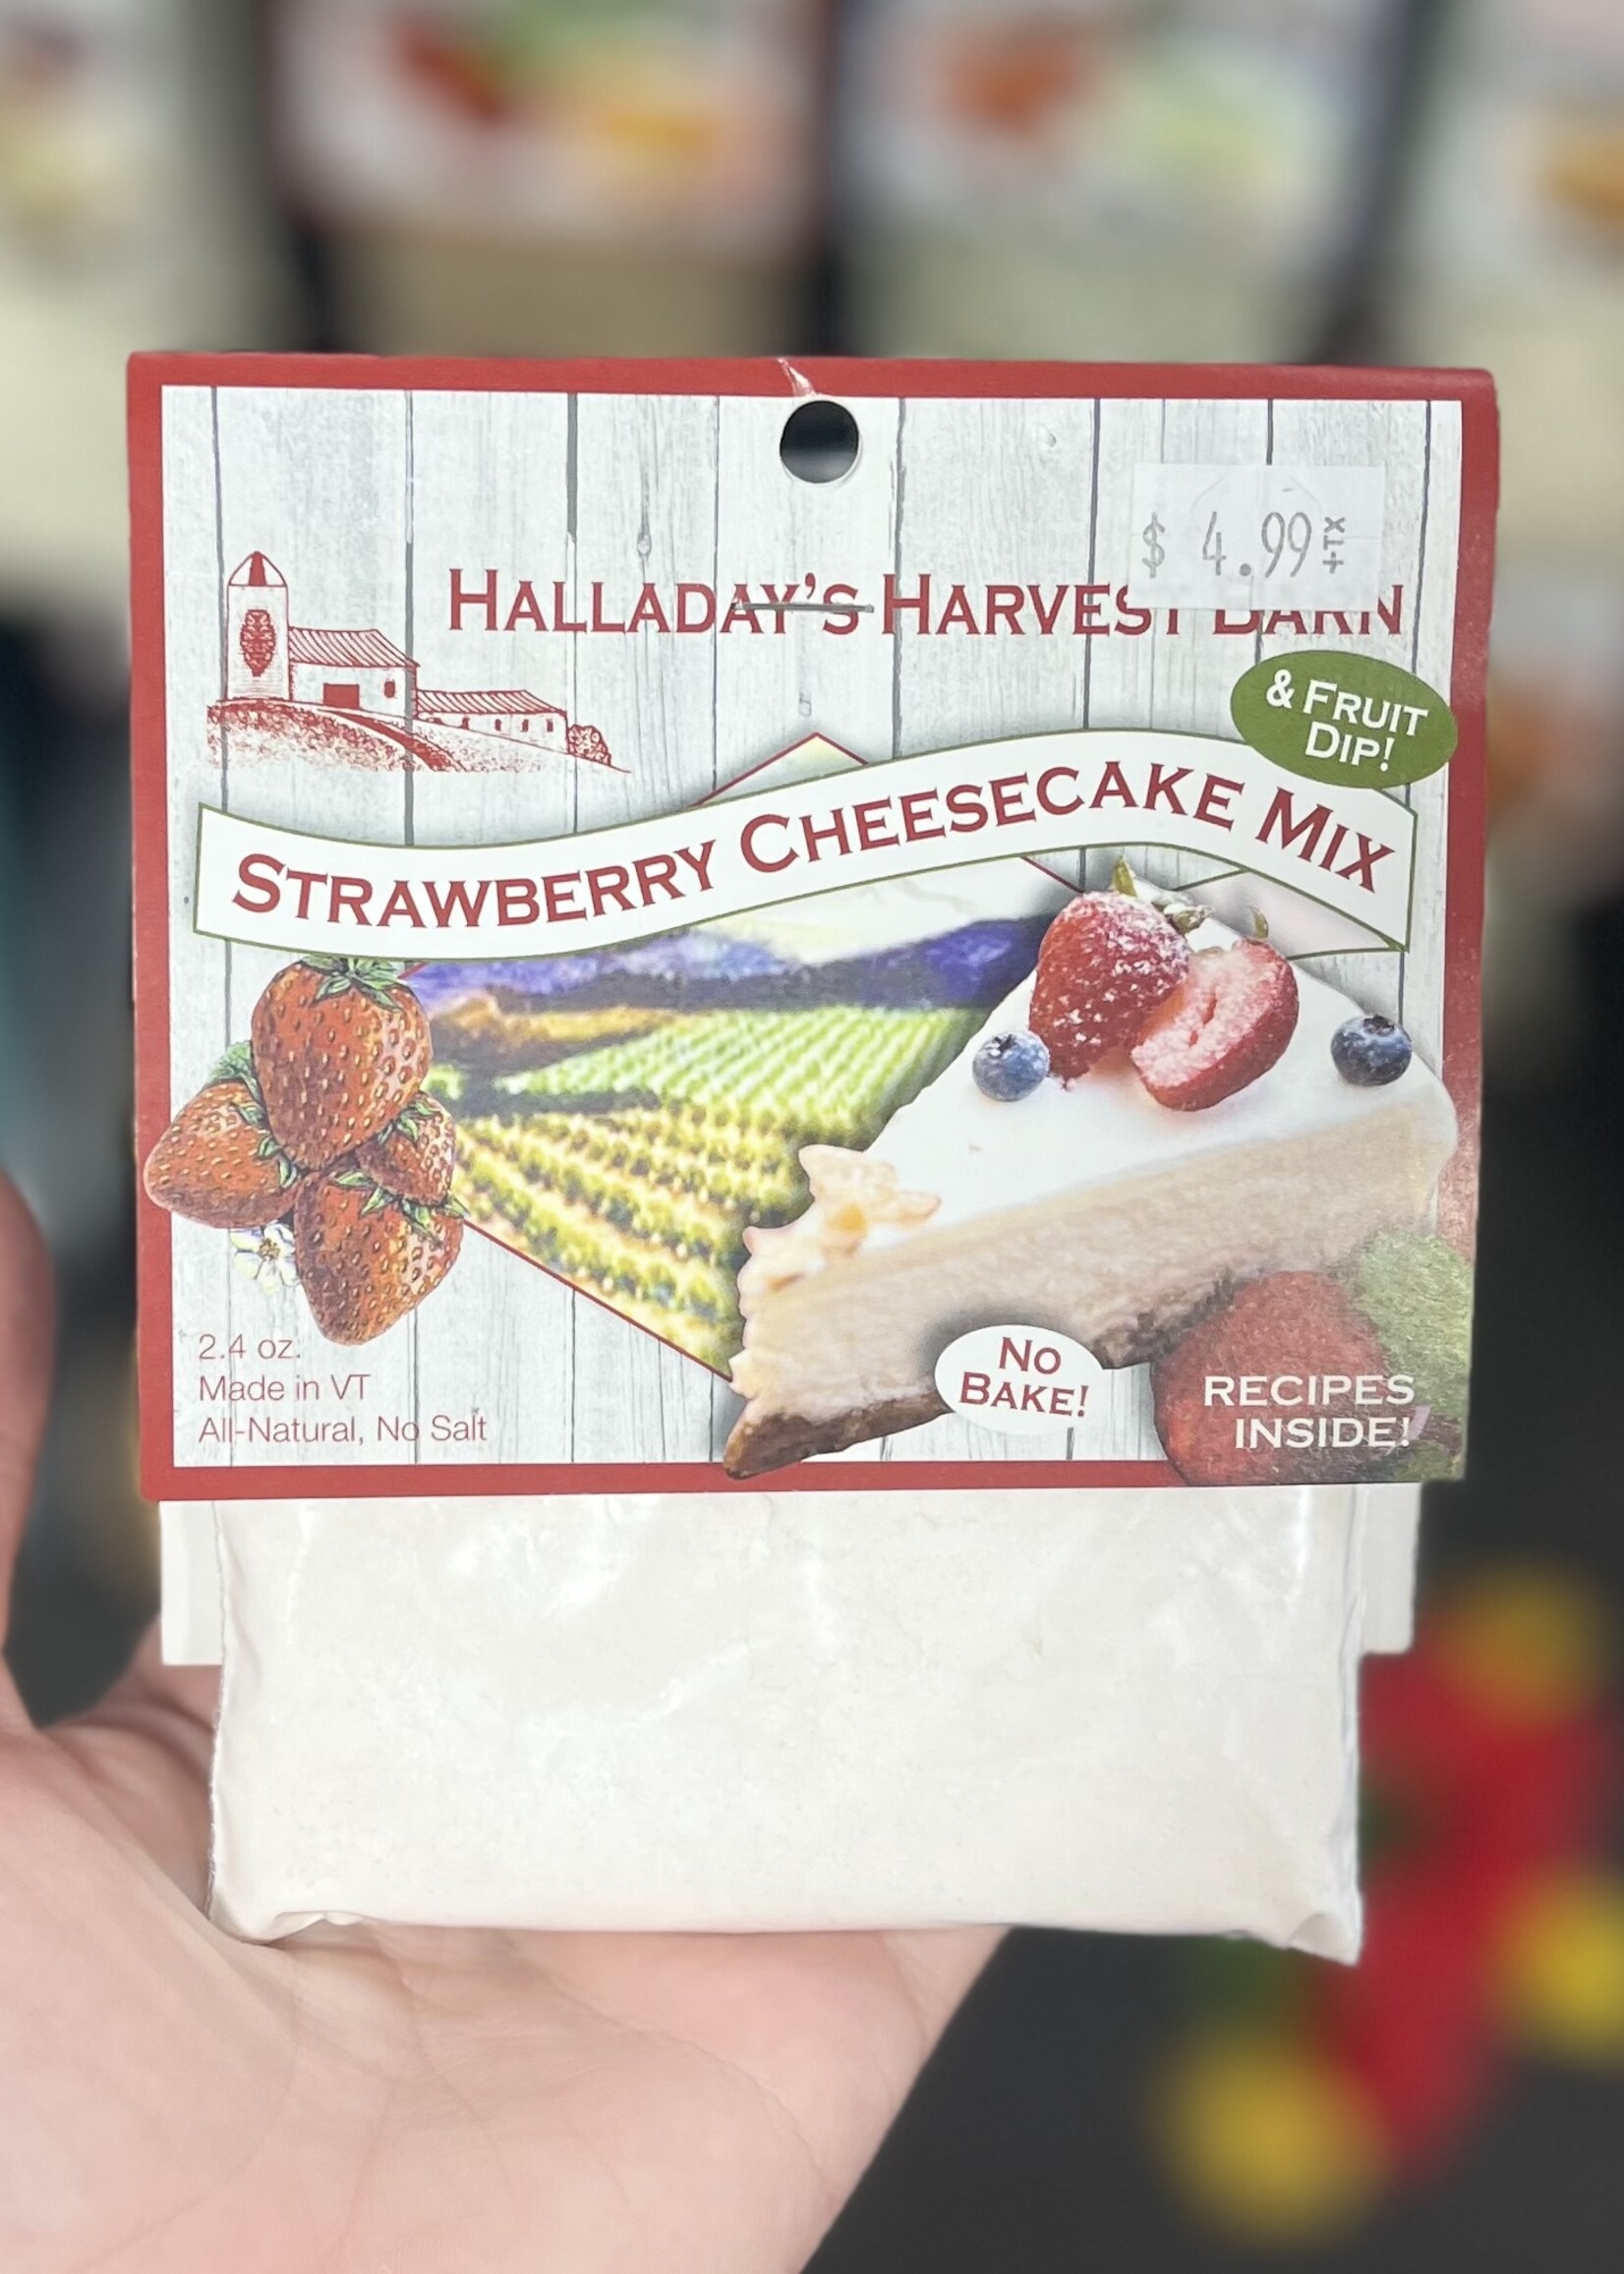 $ 4.99 +TX
HALLADAY'S HARVEST BARN
& FRUIT
DIP!
STRAWBERRY CHEESECAKE MIX
2.4 oz.
Made in VT
All-Natural, No Salt
NO
BAKE!
RECIPES
INSIDE!